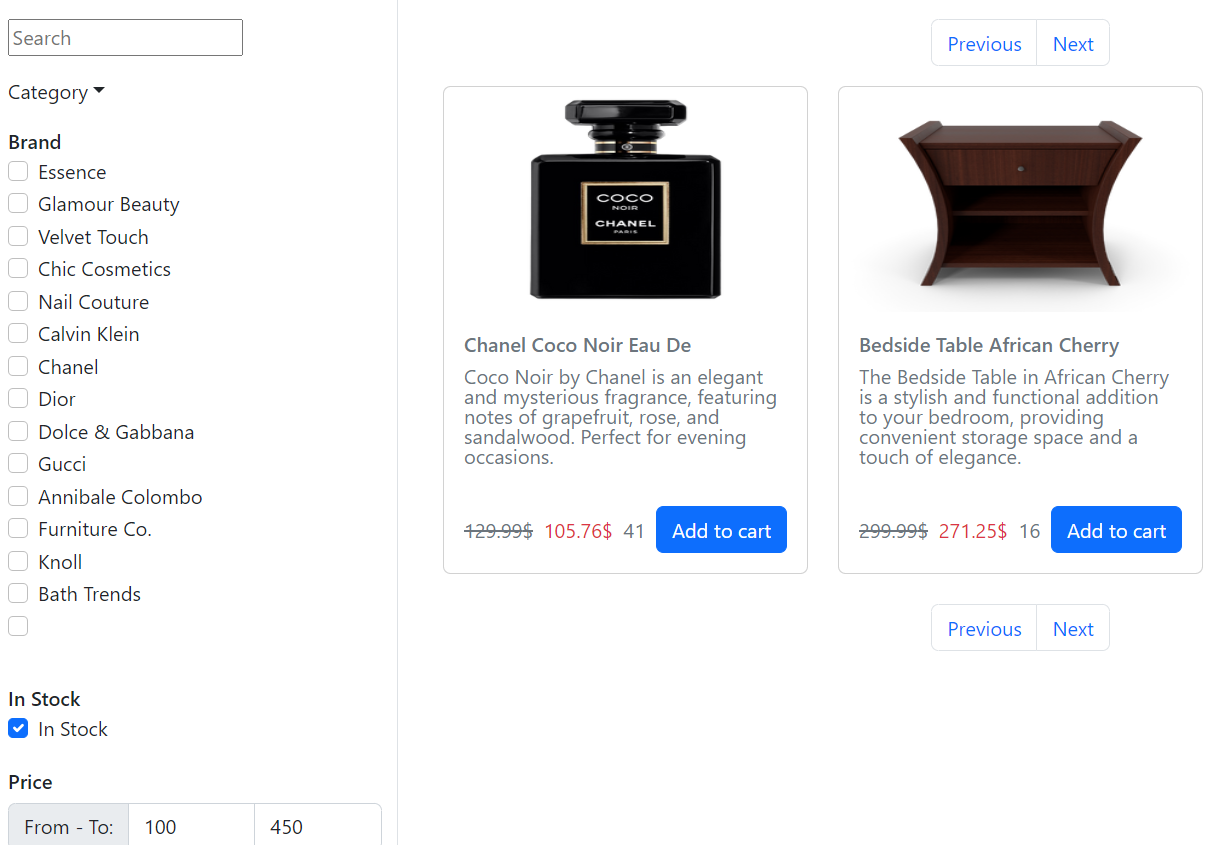 Search
Category
Brand
Essence
Glamour Beauty
Velvet Touch
Chic Cosmetics
Nail Couture
Calvin Klein
Chanel
Dior
Dolce & Gabbana
Gucci
Annibale Colombo
Furniture Co.
Knoll
Bath Trends
In Stock
In Stock
Price
From - To: 100 450
Previous Next
COCO
NOIR
CHANEL
PARIS
Chanel Coco Noir Eau De
Coco Noir by Chanel is an elegant
and mysterious fragrance, featuring
notes of grapefruit, rose, and
sandalwood. Perfect for evening
occasions.
129.99$ 105.76$ 41 Add to cart
Bedside Table African Cherry
The Bedside Table in African Cherry
is a stylish and functional addition
to your bedroom, providing
convenient storage space and a
touch of elegance.
299.99$ 271.25$ 16 Add to cart
Previous Next